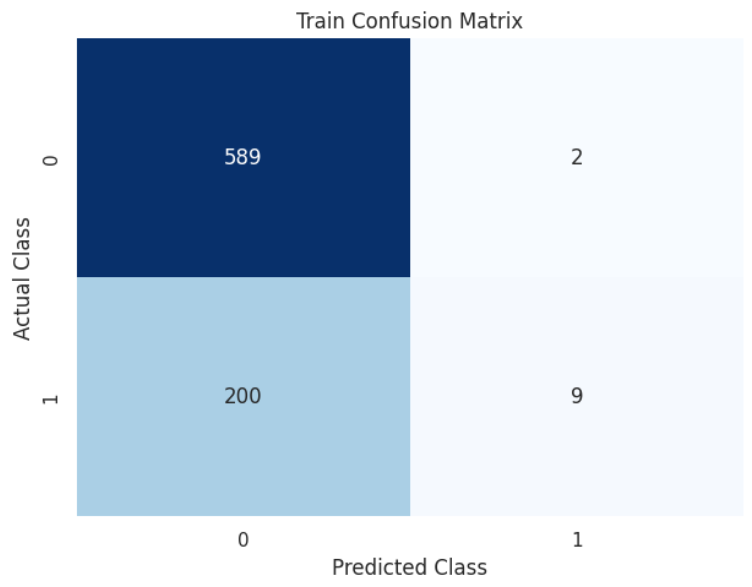 Train Confusion Matrix
Actual Class
0
589
2
1
200
9
0
1
Predicted Class